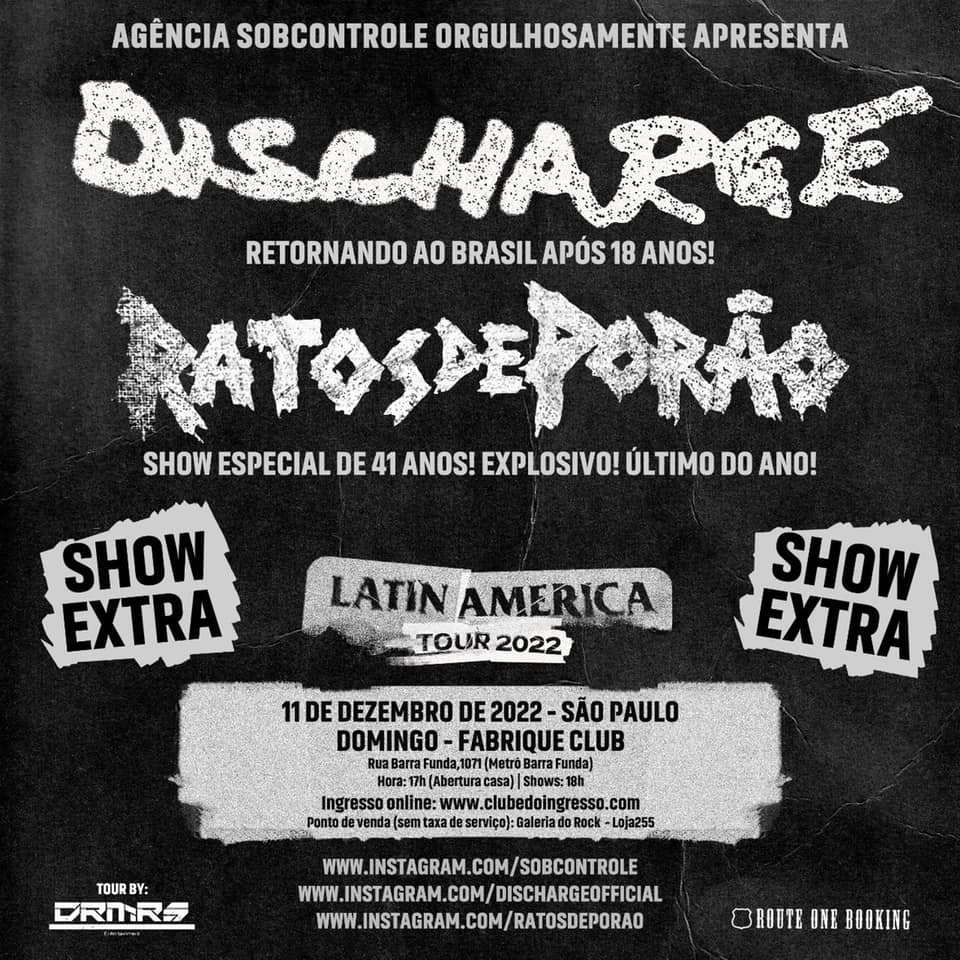 AGÊNCIA SOBCONTROLE ORGULHOSAMENTE APRESENTA
DISCHARGE
RETORNANDO AO BRASIL APÓS 18 ANOS!
RATOS DE PORÃO
SHOW ESPECIAL DE 41 ANOS! EXPLOSIVO! ÚLTIMO DO ANO!
SHOW
EXTRA
LATIN AMERICA
TOUR 2022
SHOW
EXTRA
11 DE DEZEMBRO DE 2022 - SÃO PAULO
DOMINGO - FABRIQUE CLUB
Rua Barra Funda,1071 (Metrô Barra Funda)
Hora: 17h (Abertura casa) | Shows: 18h
Ingresso online: www.clubedoingresso.com
Ponto de venda (sem taxa de serviço): Galeria do Rock - Loja255
WWW.INSTAGRAM.COM/SOBCONTROLE
WWW.INSTAGRAM.COM/DISCHARGEOFFICIAL
WWW.INSTAGRAM.COM/RATOSDEPORAO
TOUR BY:
DRMRS
Entertainment
ROUTE ONE BOOKING